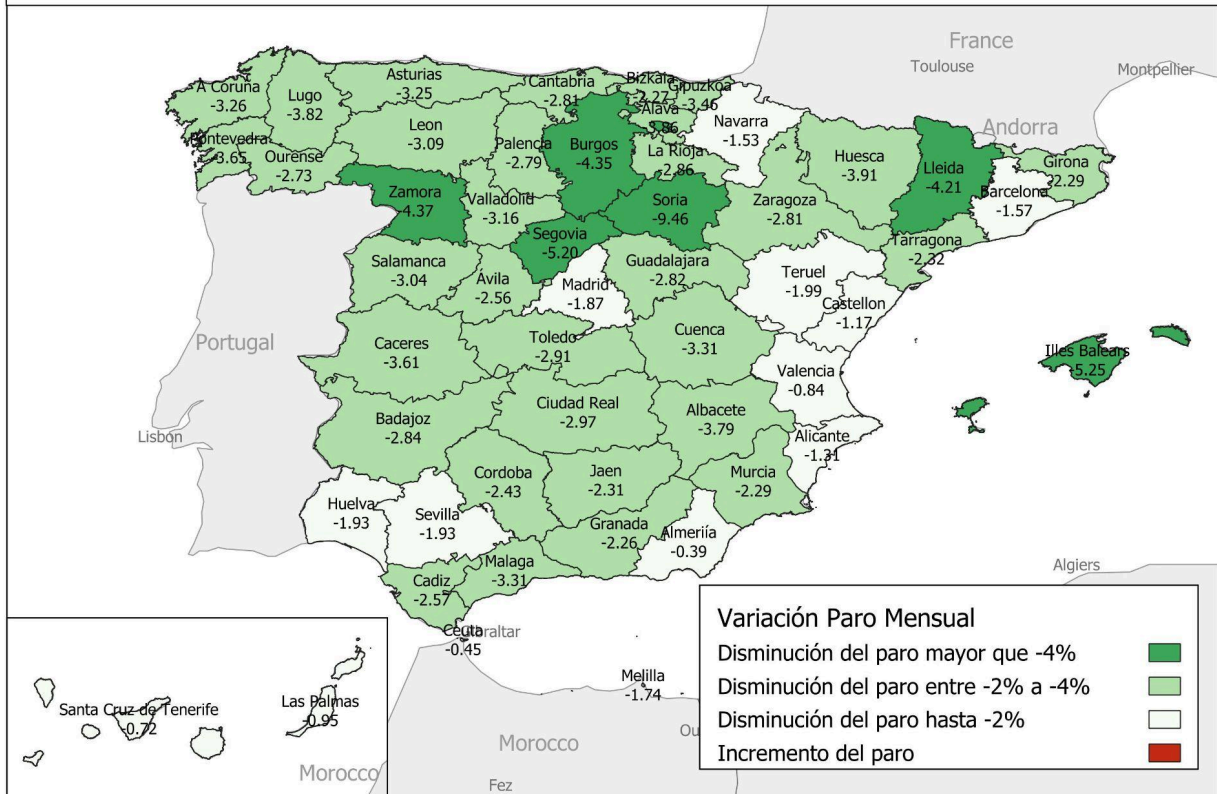 France
Toulouse
Montpellier
Andorra
A Coruña
-3.26
Lugo
-3.82
Asturias
-3.25
Cantabria
-2.81
Bizkaia
-2.27
Gipuzkoa
-3.46
Alava
Navarra
-1.53
Pontevedra
-3.65
Ourense
-2.73
Leon
-3.09
Palencia
-2.79
Burgos
-4.35
La Rioja
-2.86
Huesca
-3.91
Lleida
-4.21
Girona
-2.29
Barcelona
-1.57
Zamora
-4.37
Valladolid
-3.16
Soria
-9.46
Zaragoza
-2.81
Segovia
-5.20
Tarragona
-2.32
Salamanca
-3.04
Ávila
-2.56
Madrid
-1.87
Guadalajara
-2.82
Teruel
-1.99
Castellon
-1.17
Portugal
Caceres
-3.61
Toledo
-2.91
Cuenca
-3.31
Valencia
-0.84
Illes Balears
-5.25
Lisbon
Badajoz
-2.84
Ciudad Real
-2.97
Albacete
-3.79
Alicante
-1.31
Cordoba
-2.43
Jaen
-2.31
Murcia
-2.29
Huelva
-1.93
Sevilla
-1.93
Granada
-2.26
Almeriía
-0.39
Malaga
-3.31
Cadiz
-2.57
Algiers
Ceuta
-0.45
Gibraltar
Melilla
-1.74
Santa Cruz de Tenerife
-0.72
Las Palmas
-0.95
Morocco
Morocco
Fez
Ou
Variación Paro Mensual
Disminución del paro mayor que -4%
Disminución del paro entre -2% a -4%
Disminución del paro hasta -2%
Incremento del paro